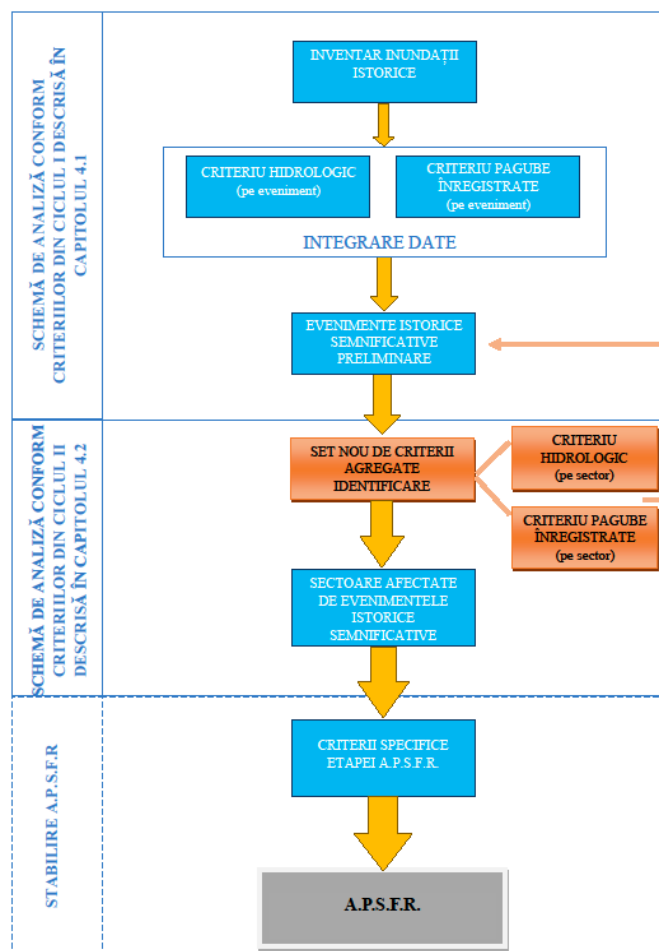 SCHEMĂ DE ANALIZĂ CONFORM
CRITERIILOR DIN CICLUL I DESCRISĂ ÎN
CAPITOLUL 4.1
INVENTAR INUNDAȚII
ISTORICE
CRITERIU HIDROLOGIC
(pe eveniment)
CRITERIU PAGUBE
ÎNREGISTRATE
(pe eveniment)
INTEGRARE DATE
EVENIMENTE ISTORICE
SEMNIFICATIVE
PRELIMINARE
SCHEMĂ DE ANALIZĂ CONFORM
CRITERIILOR DIN CICLUL II
DESCRISĂ ÎN CAPITOLUL 4.2
SET NOU DE CRITERII
AGREGATE
IDENTIFICARE
CRITERIU
HIDROLOGIC
(pe sector)
CRITERIU PAGUBE
ÎNREGISTRATE
(pe sector)
SECTOARE AFECTATE
DE EVENIMENTELE
ISTORICE
SEMNIFICATIVE
STABILIRE A.P.S.F.R
CRITERII SPECIFICE
ETAPEI A.P.S.F.R.
A.P.S.F.R.